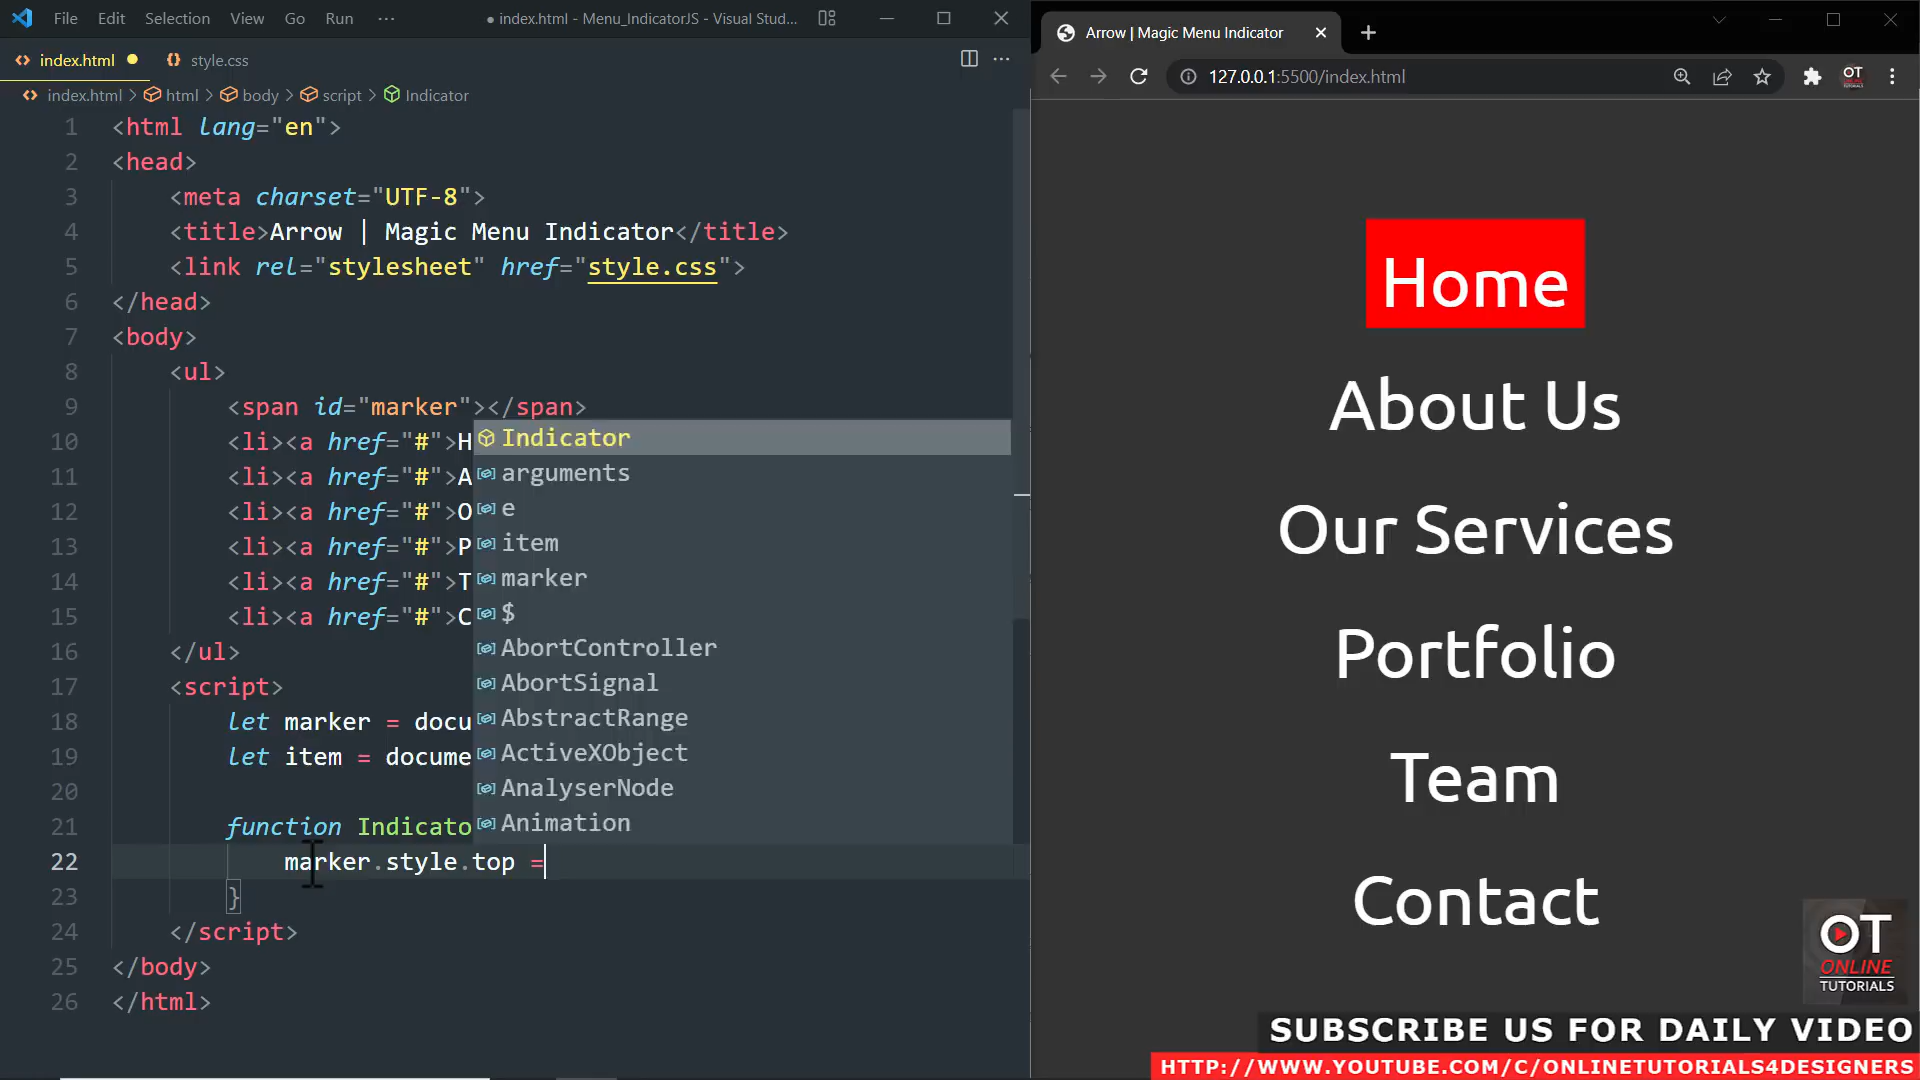 File Edit Selection View Go Run ··· ● index.html - Menu_IndicatorJS - Visual Stud...
index.html ● style.css
index.html > html > body > script > Indicator
1 <html lang="en">
2 <head>
3 <meta charset="UTF-8">
4 <title>Arrow | Magic Menu Indicator</title>
5 <link rel="stylesheet" href="style.css">
6 </head>
7 <body>
8 <ul>
9 <span id="marker"></span>
10 <li><a href="#">H
11 <li><a href="#">A
12 <li><a href="#">O
13 <li><a href="#">P
14 <li><a href="#">T
15 <li><a href="#">C
16 </ul>
17 <script>
18 let marker = docu
19 let item = docume
20
21 function Indicato
22 marker.style.top =
23 }
24 </script>
25 </body>
26 </html>
Indicator
arguments
e
item
marker
$
AbortController
AbortSignal
AbstractRange
ActiveXObject
AnalyserNode
Animation
Arrow | Magic Menu Indicator
127.0.0.1:5500/index.html
Home
About Us
Our Services
Portfolio
Team
Contact
OT
ONLINE
TUTORIALS
SUBSCRIBE US FOR DAILY VIDEO
HTTP://WWW.YOUTUBE.COM/C/ONLINETUTORIALS4DESIGNERS